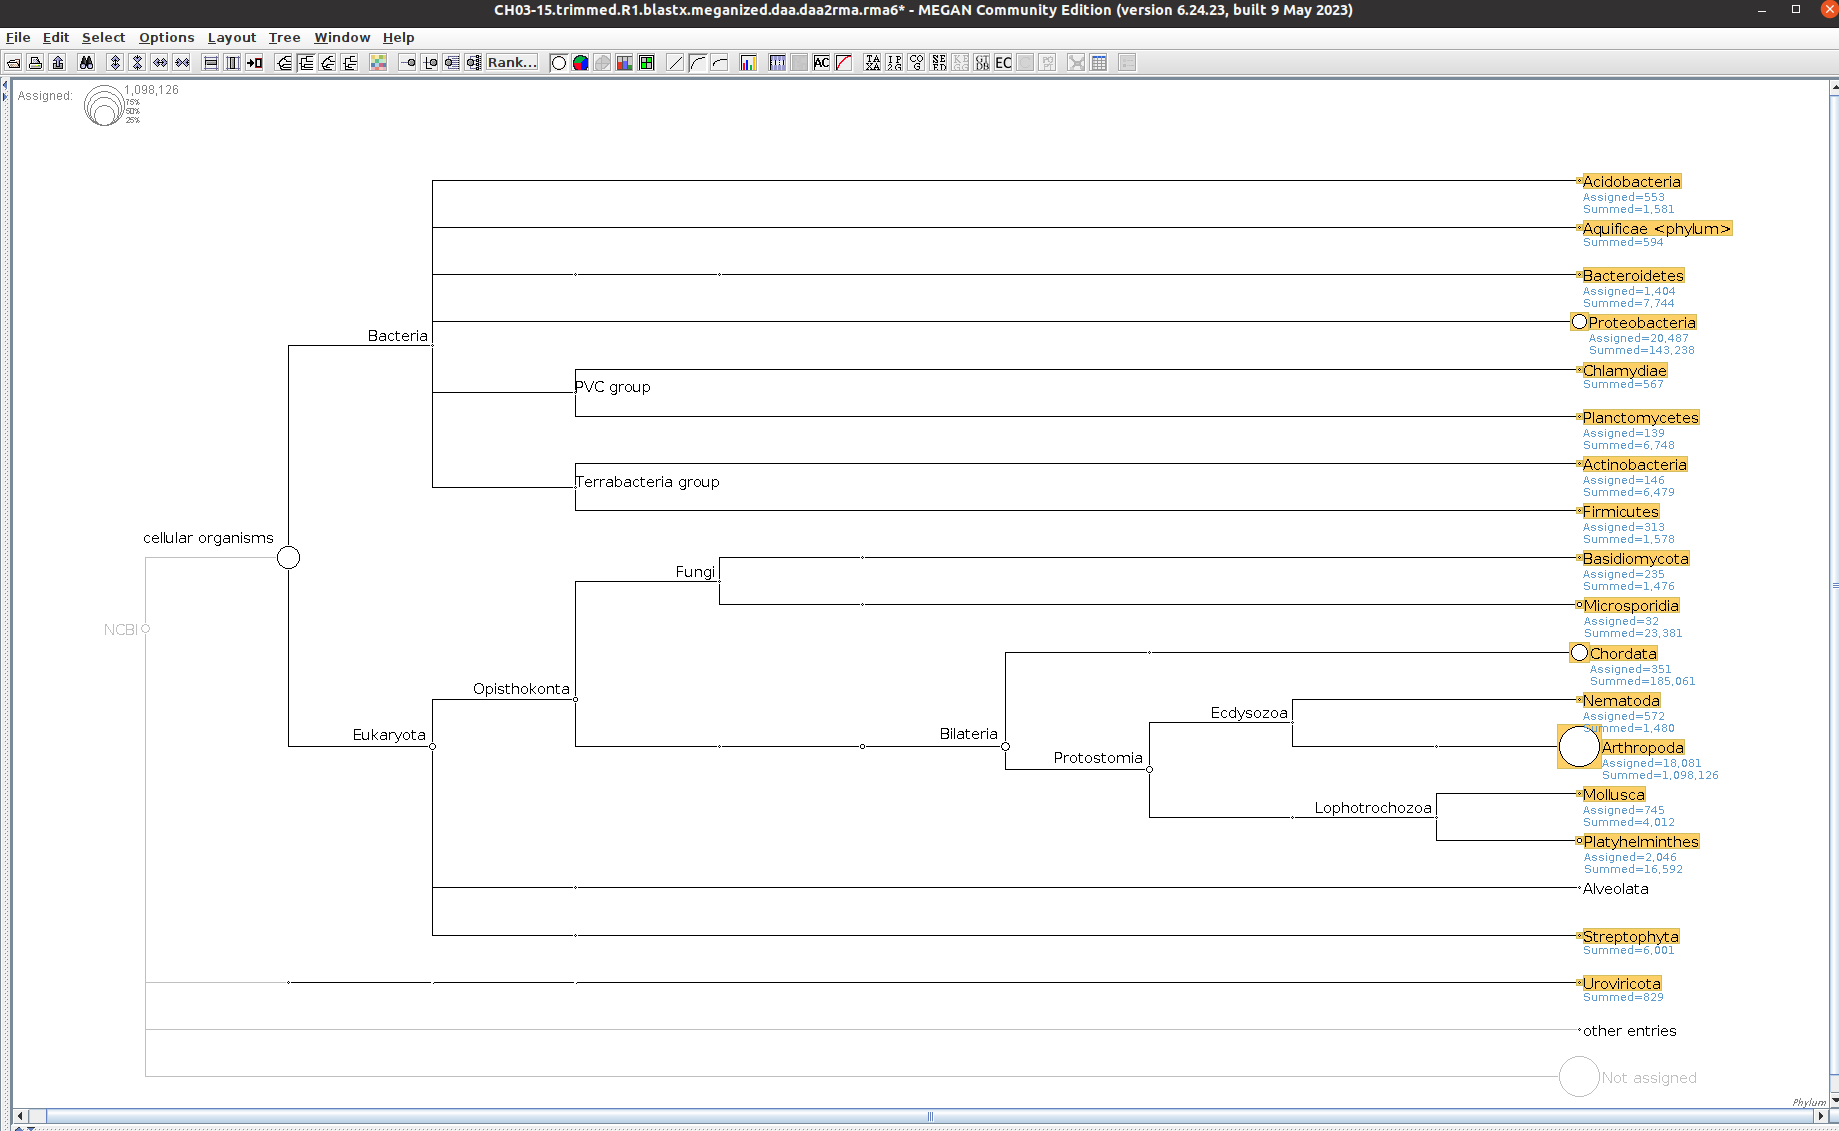 CH03-15.trimmed.R1.blastx.meganized.daa.daa2rma.rma6* - MEGAN Community Edition (version 6.24.23, built 9 May 2023)
File Edit Select Options Layout Tree Window Help
Rank...
AC
TAXA
IP2G
COG
SEED
KEGG
GTDB
EC
PGPT
Assigned:
1,098,126
75%
50%
25%
Acidobacteria
Assigned=553
Summed=1,581
Aquificae <phylum>
Summed=594
Bacteroidetes
Assigned=1,404
Summed=7,744
Proteobacteria
Assigned=20,487
Summed=143,238
Bacteria
Chlamydiae
Summed=567
PVC group
Planctomycetes
Assigned=139
Summed=6,748
Actinobacteria
Assigned=146
Summed=6,479
Terrabacteria group
Firmicutes
Assigned=313
Summed=1,578
cellular organisms
Basidiomycota
Assigned=235
Summed=1,476
Fungi
Microsporidia
Assigned=32
Summed=23,381
NCBI
Chordata
Assigned=351
Summed=185,061
Opisthokonta
Nematoda
Assigned=572
Summed=1,480
Ecdysozoa
Eukaryota
Bilateria
Arthropoda
Assigned=18,081
Summed=1,098,126
Protostomia
Mollusca
Assigned=745
Summed=4,012
Lophotrochozoa
Platyhelminthes
Assigned=2,046
Summed=16,592
Alveolata
Streptophyta
Summed=6,001
Uroviricota
Summed=829
other entries
Not assigned
Phylum